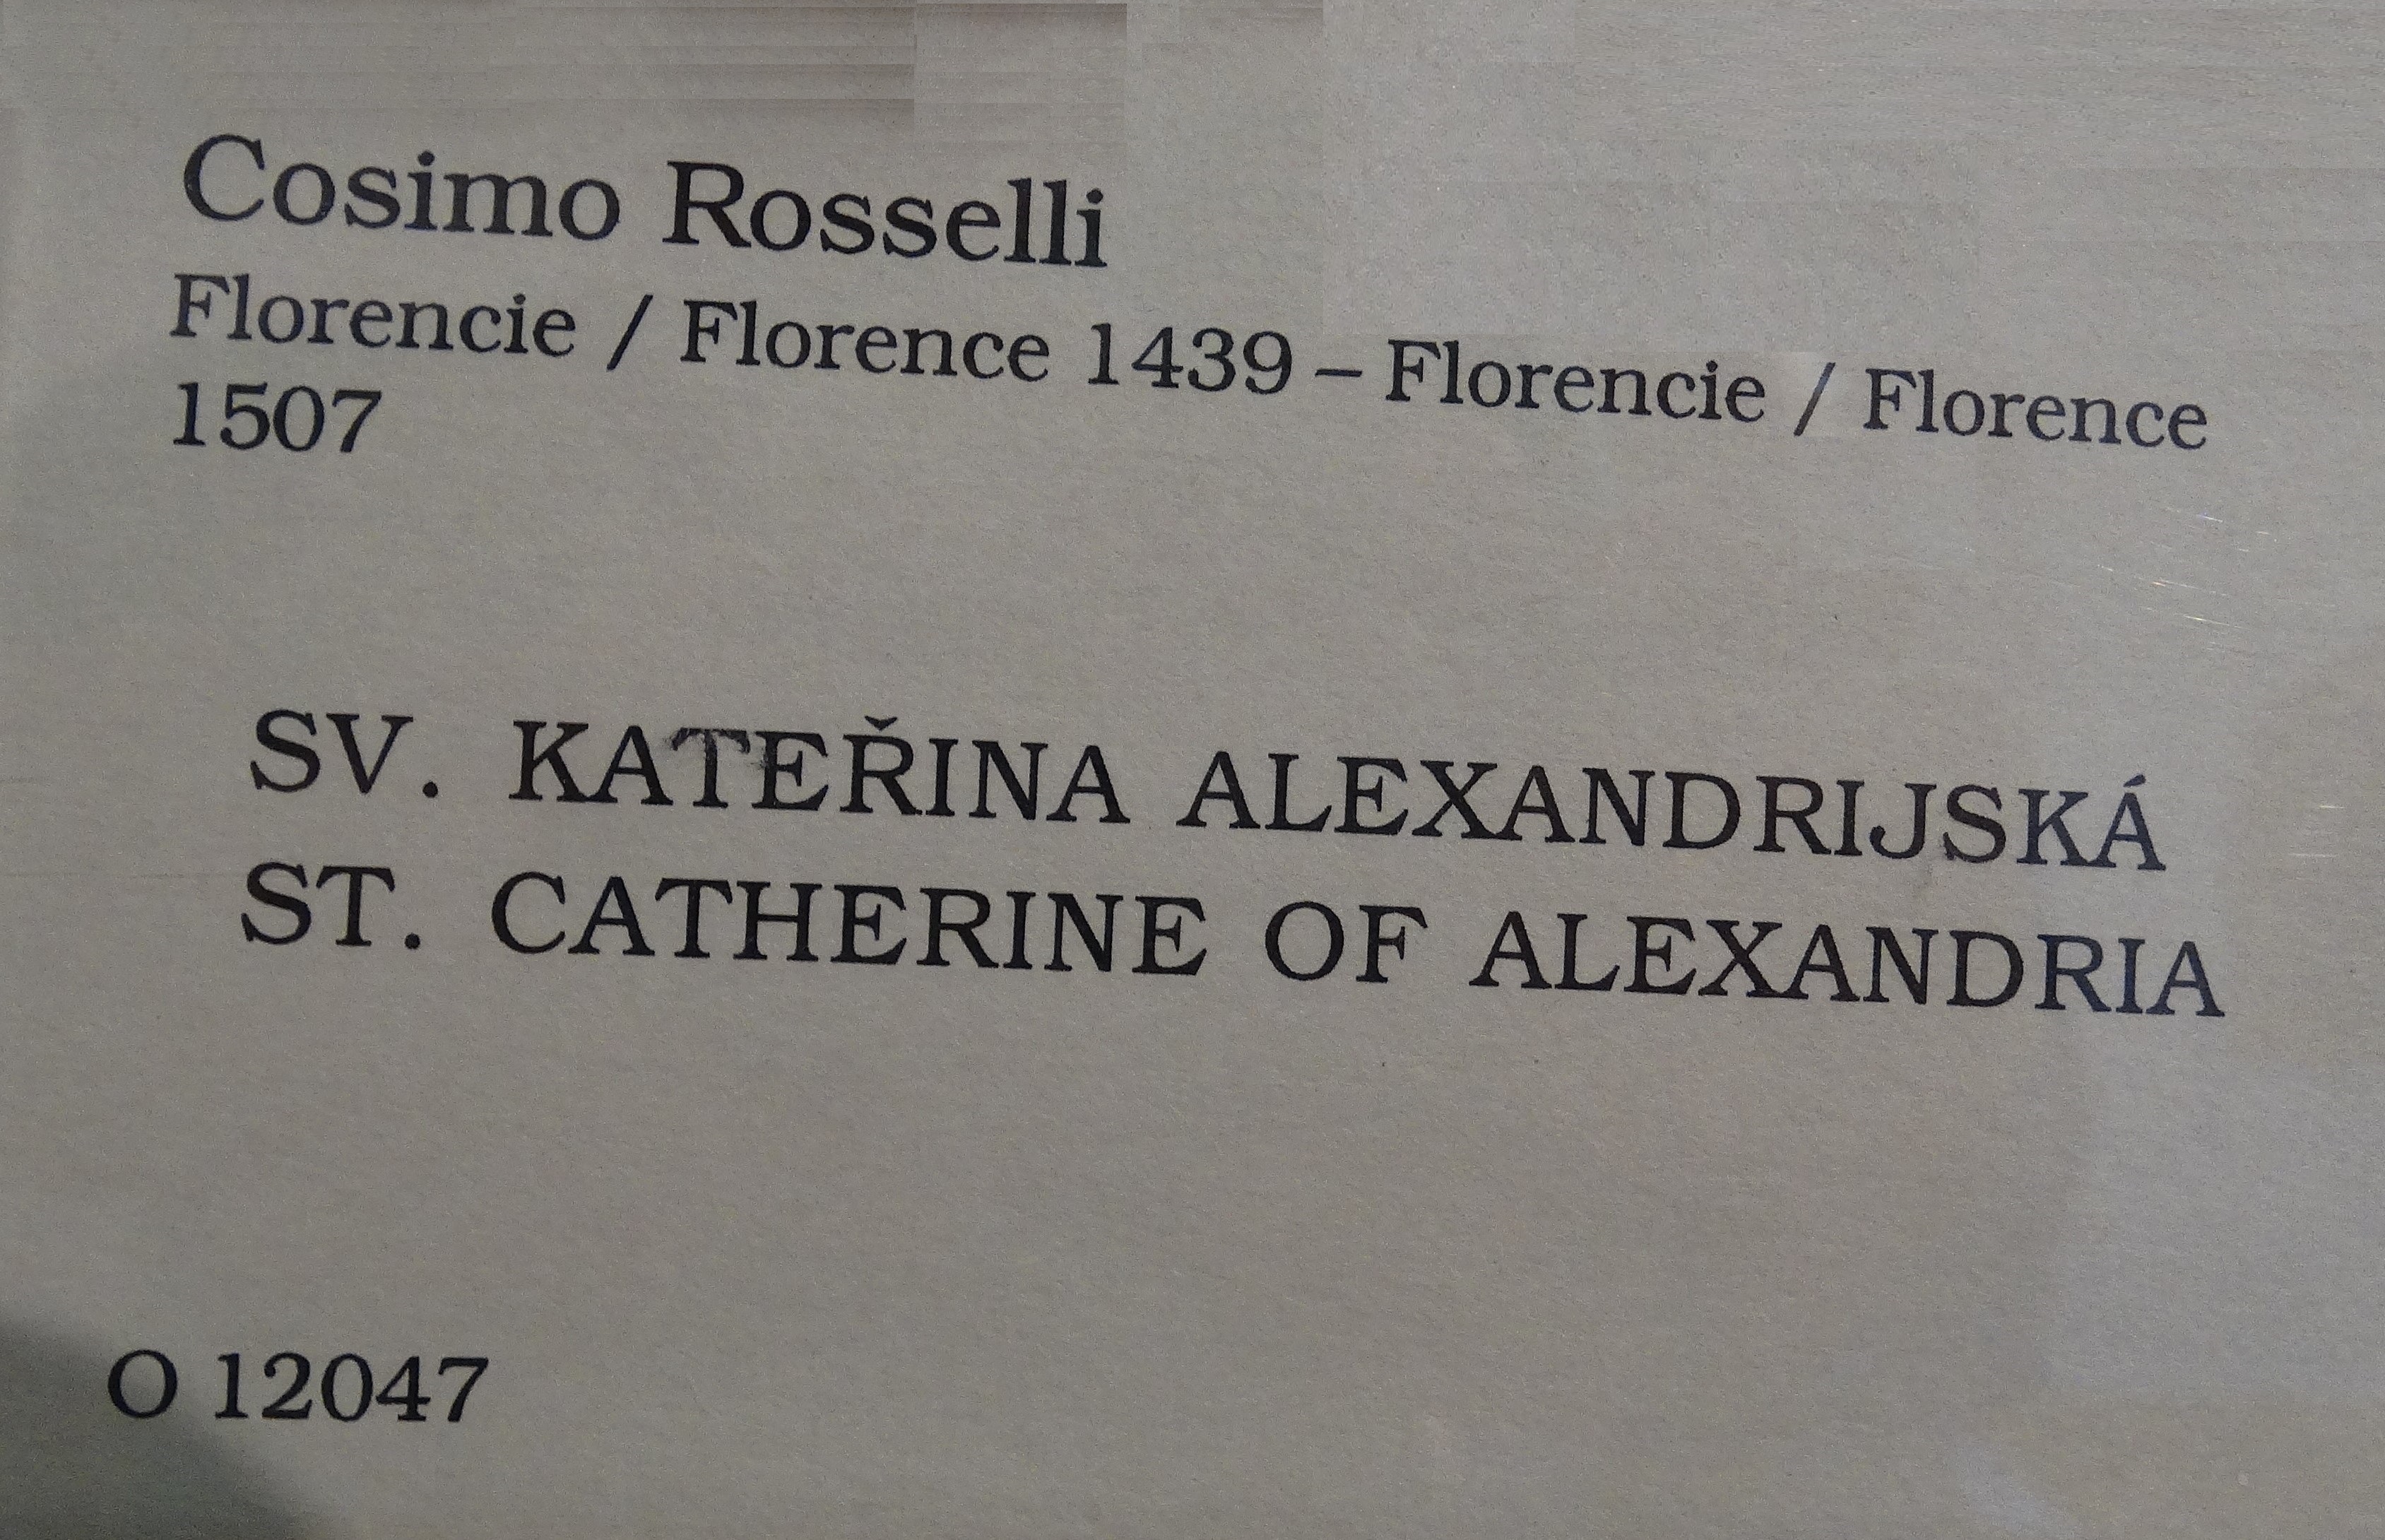 Cosimo Rosselli
Florencie / Florence 1439 – Florencie / Florence
1507
SV. KATEŘINA ALEXANDRIJSKÁ
ST. CATHERINE OF ALEXANDRIA
O 12047